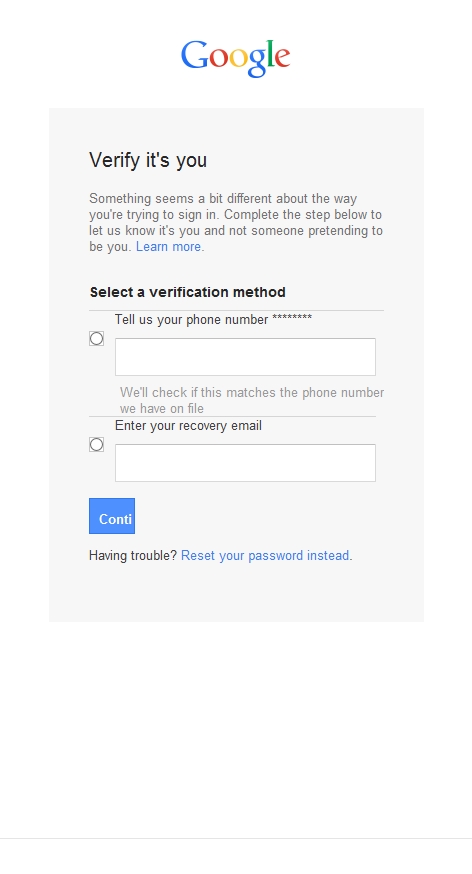 Google
Verify it's you
Something seems a bit different about the way
you're trying to sign in. Complete the step below to
let us know it's you and not someone pretending to
be you. Learn more.
Select a verification method
Tell us your phone number ********
We'll check if this matches the phone number
we have on file
Enter your recovery email
Conti
Having trouble? Reset your password instead.